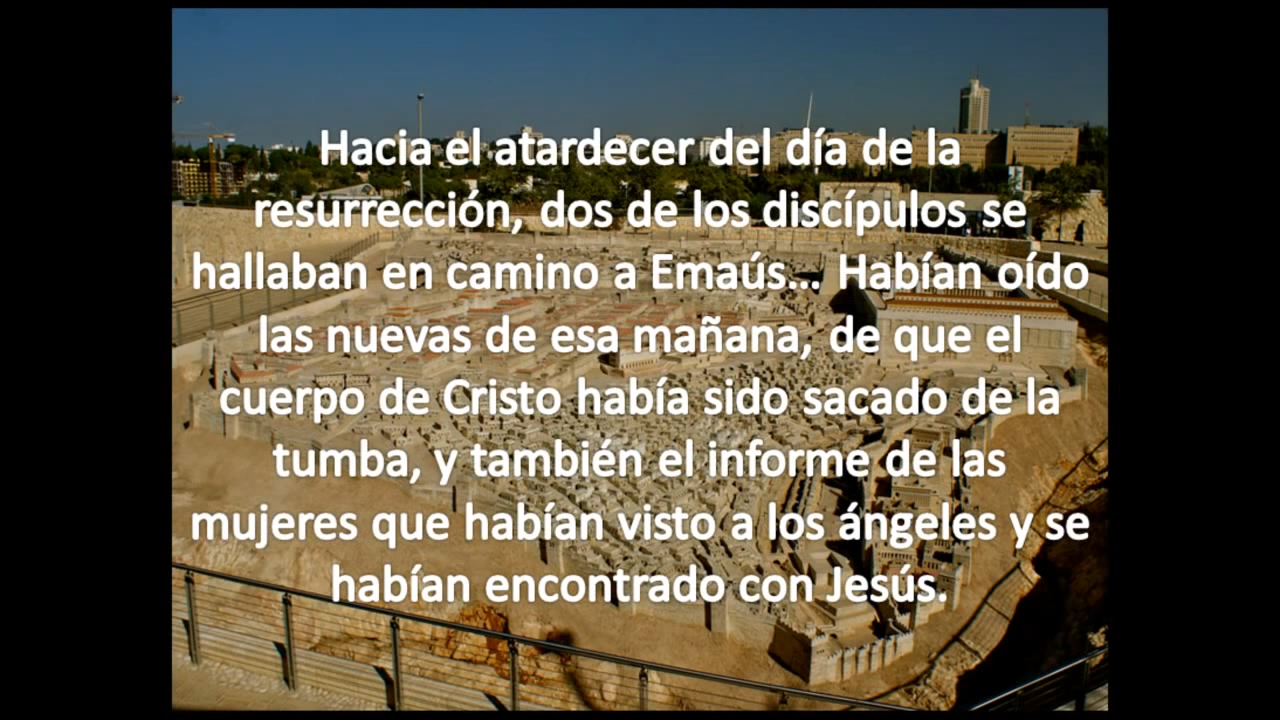 Hacia el atardecer del día de la
resurrección, dos de los discípulos se
hallaban en camino a Emaús... Habían oído
las nuevas de esa mañana, de que el
cuerpo de Cristo había sido sacado de la
tumba, y también el informe de las
mujeres que habían visto a los ángeles y se
habían encontrado con Jesús.